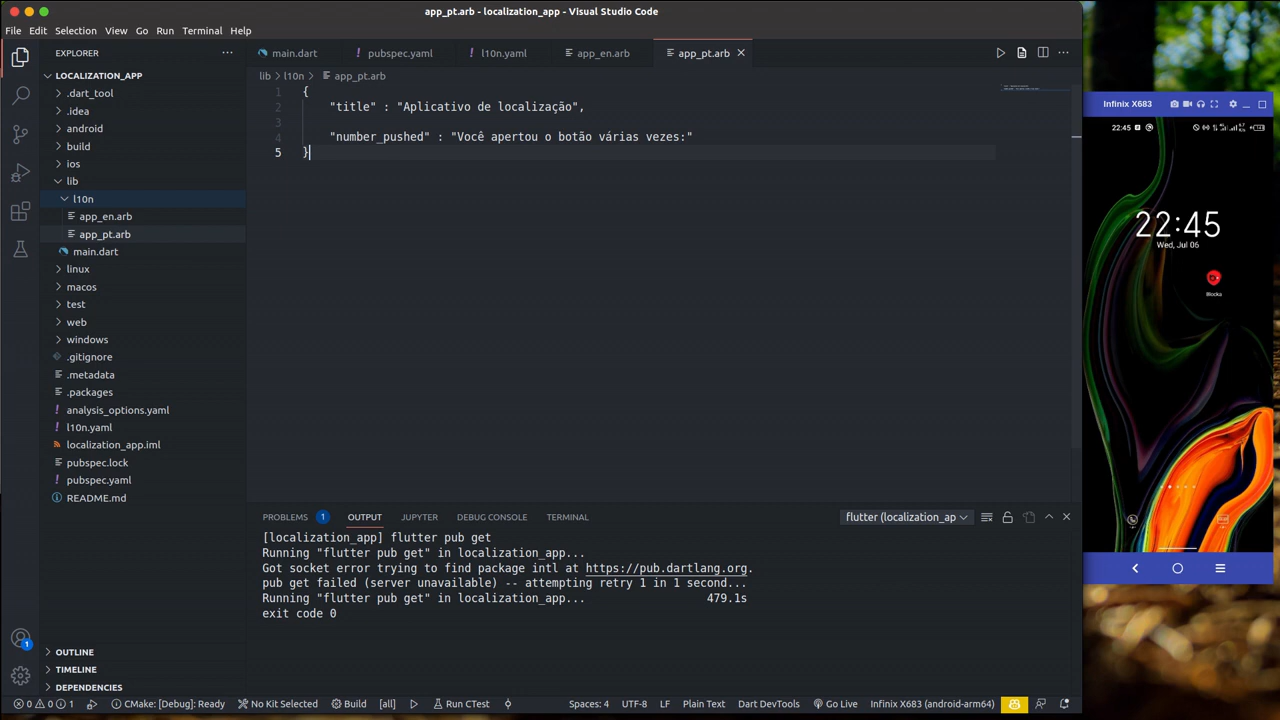 app_pt.arb - localization_app - Visual Studio Code
File Edit Selection View Go Run Terminal Help
EXPLORER
main.dart pubspec.yaml l10n.yaml app_en.arb app_pt.arb
LOCALIZATION_APP
.dart_tool
.idea
android
build
ios
lib
l10n
app_en.arb
app_pt.arb
main.dart
linux
macos
test
web
windows
.gitignore
.metadata
.packages
analysis_options.yaml
l10n.yaml
localization_app.iml
pubspec.lock
pubspec.yaml
README.md
OUTLINE
TIMELINE
DEPENDENCIES
1
lib > l10n > app_pt.arb
1 {
2 "title" : "Aplicativo de localização",
3
4 "number_pushed" : "Você apertou o botão várias vezes:"
5 }
PROBLEMS 1 OUTPUT JUPYTER DEBUG CONSOLE TERMINAL
flutter (localization_ap
[localization_app] flutter pub get
Running "flutter pub get" in localization_app...
Got socket error trying to find package intl at https://pub.dartlang.org.
pub get failed (server unavailable) -- attempting retry 1 in 1 second...
Running "flutter pub get" in localization_app... 479.1s
exit code 0
0 0 1 CMake: [Debug]: Ready No Kit Selected Build [all] Run CTest Spaces: 4 UTF-8 LF Plain Text Dart DevTools Go Live Infinix X683 (android-arm64)
Infinix X683
22:45
22:45
Wed, Jul 06
Blocks